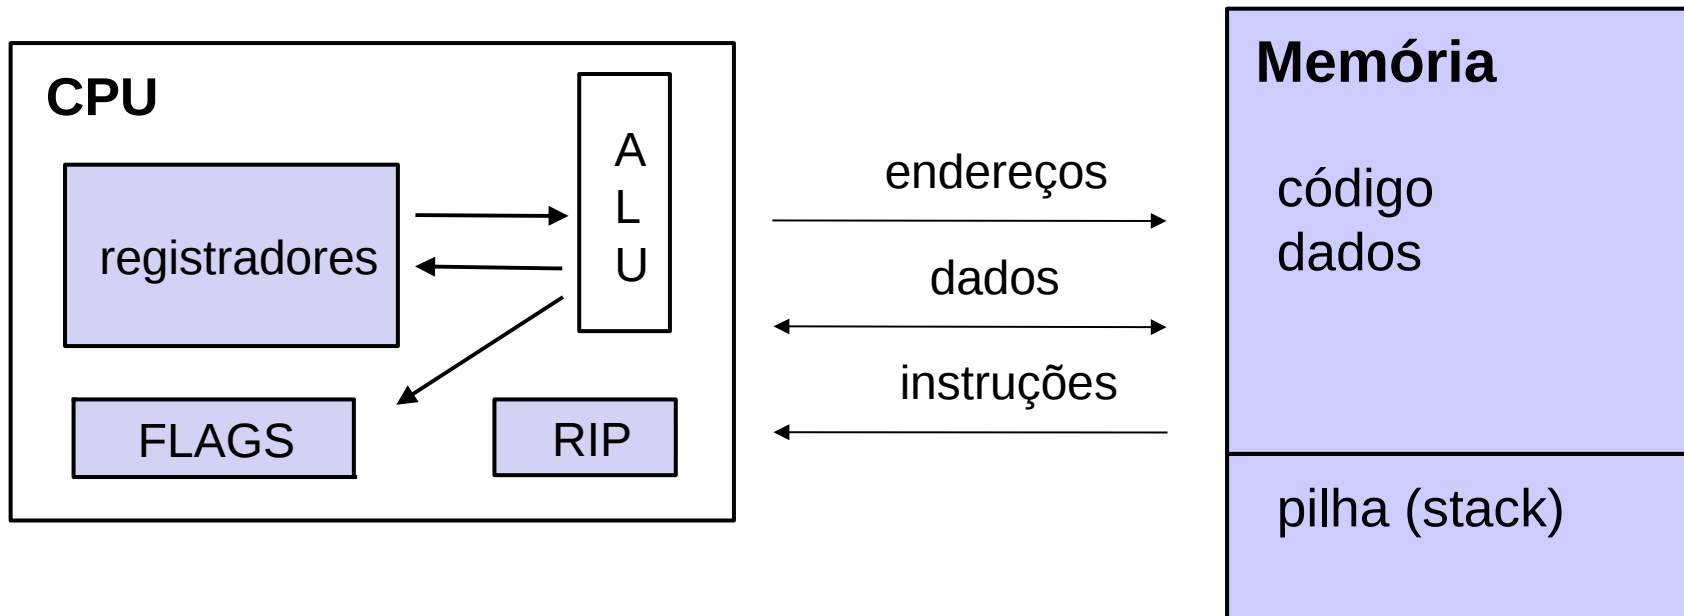 CPU
A
L
U
registradores
FLAGS
RIP
endereços
dados
instruções
Memória
código
dados
pilha (stack)